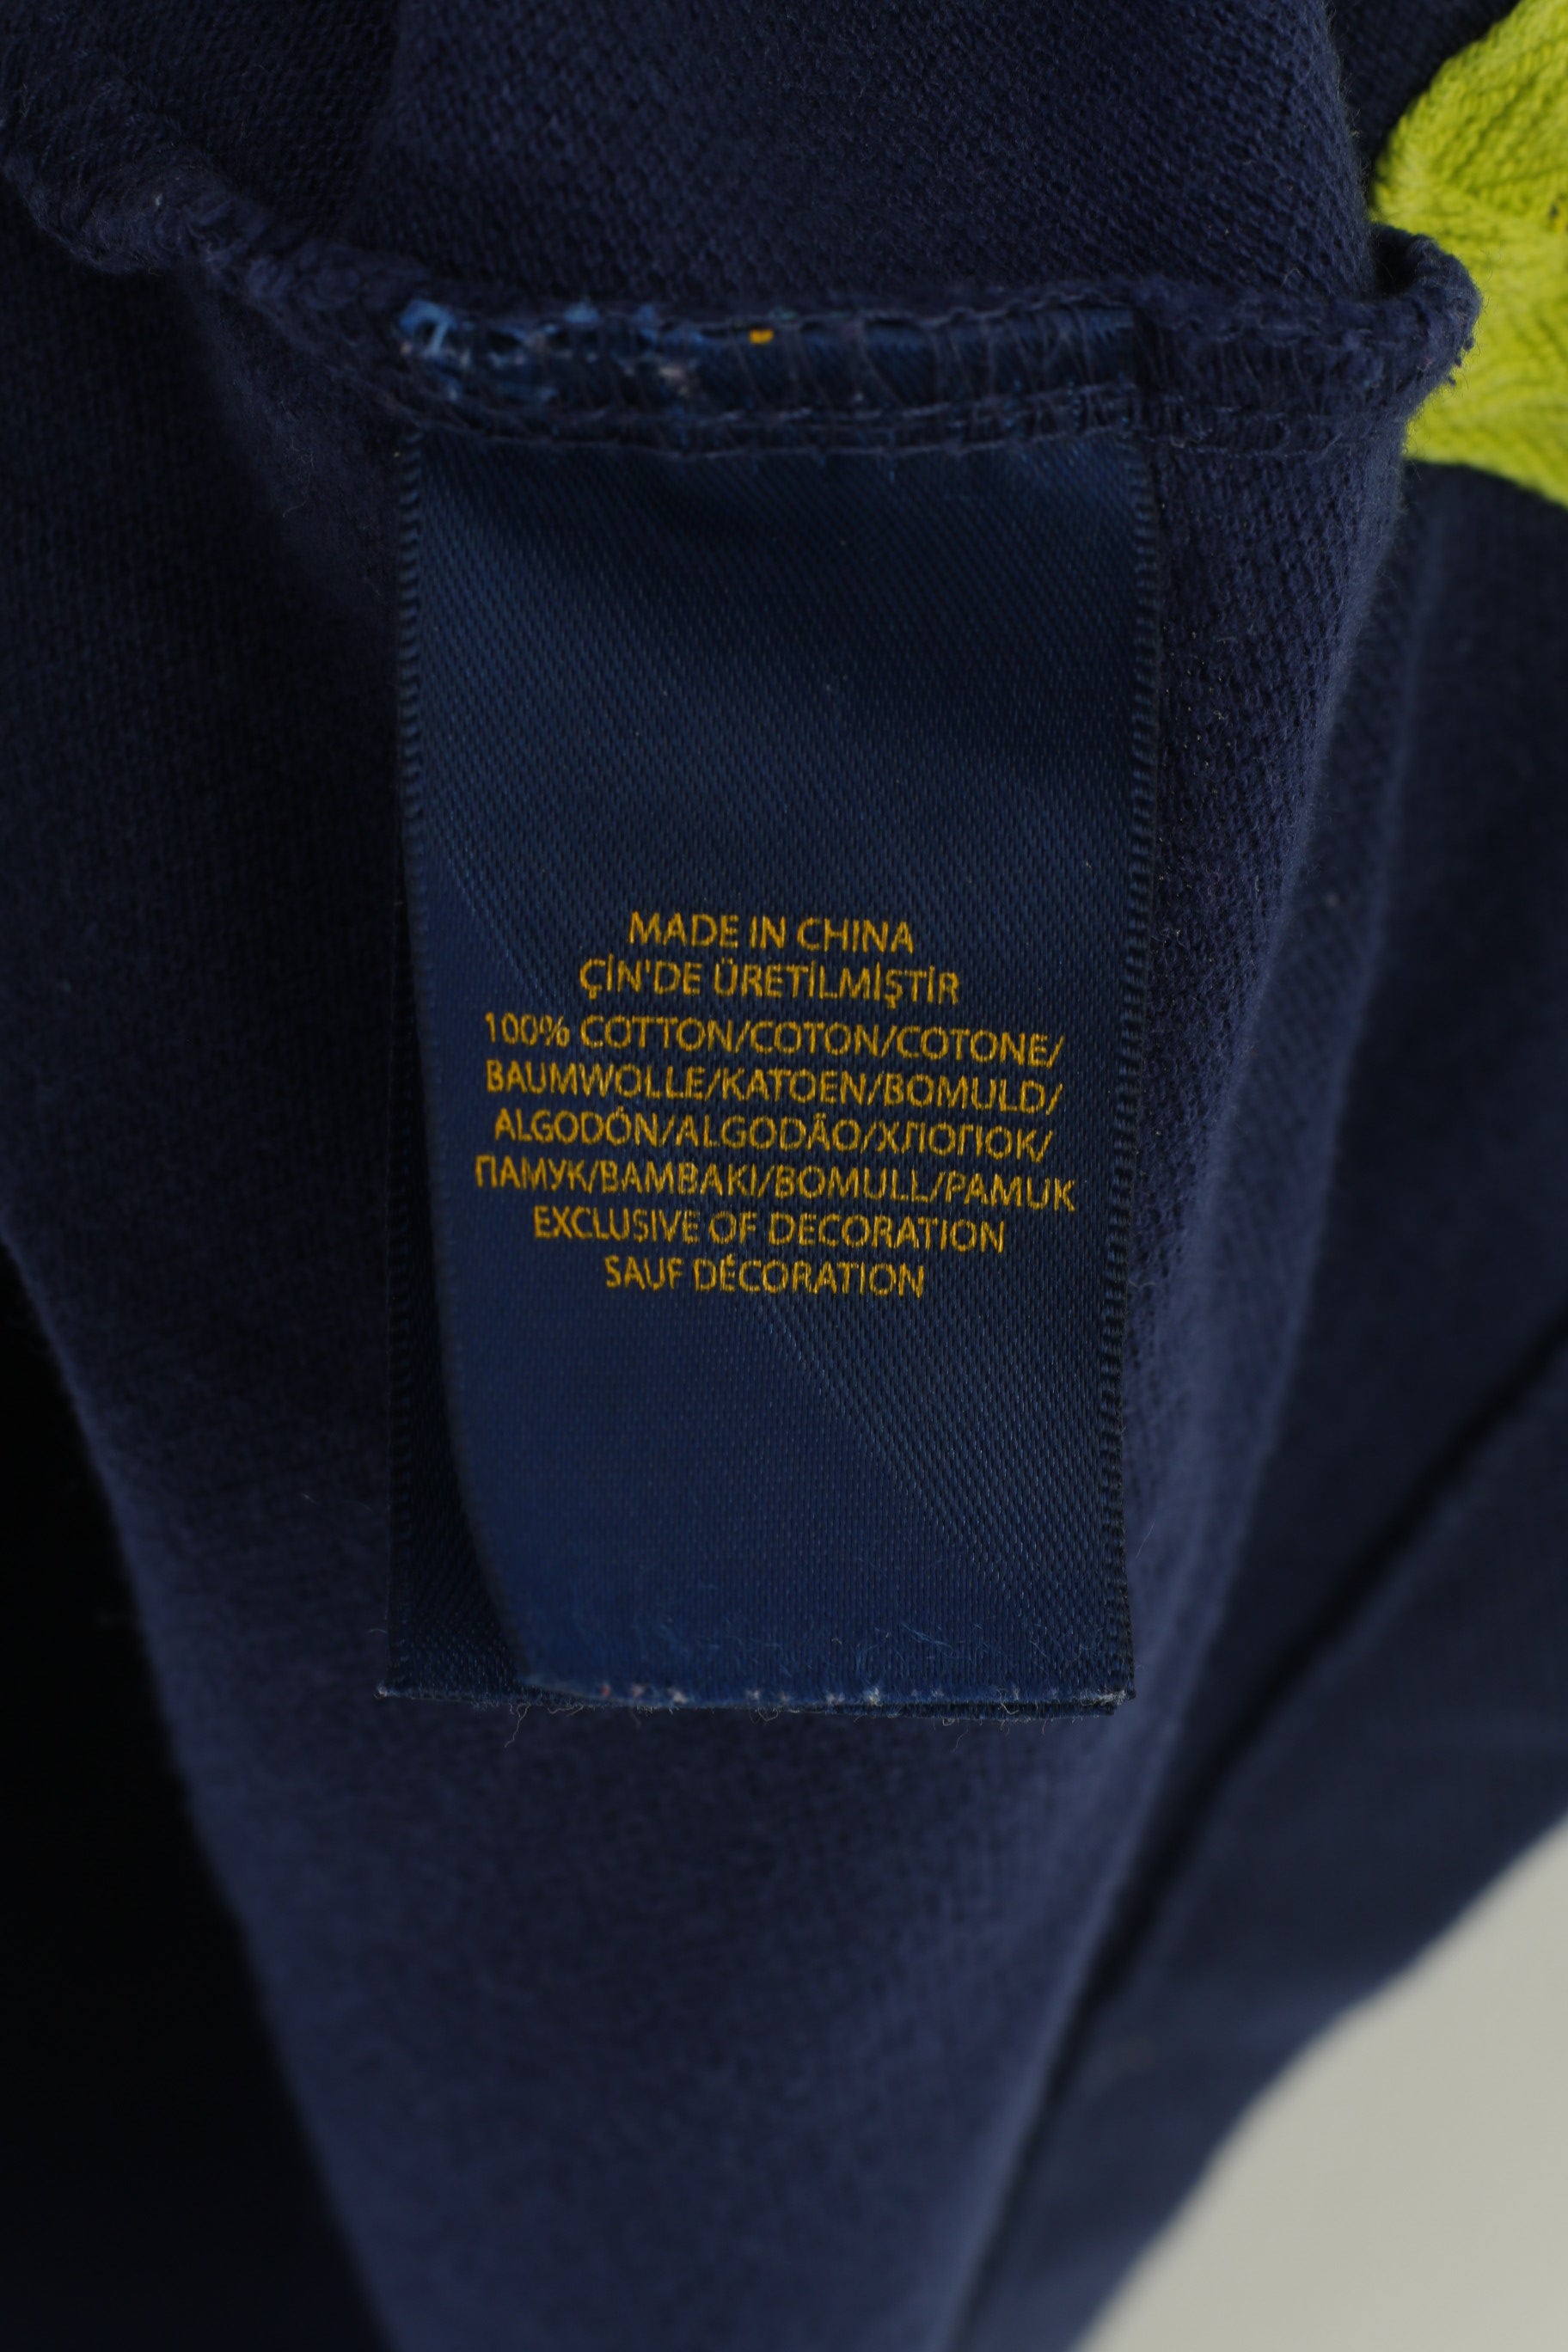 MADE IN CHINA
ÇİN'DE ÜRETİLMİŞTİR
100% COTTON/COTON/COTONE/
BAUMWOLLE/KATOEN/BOMULD/
ALGODÓN/ALGODÃO/ХЛОПОК/
ПАМУК/BAMBAKI/BOMULL/PAMUK
EXCLUSIVE OF DECORATION
SAUF DÉCORATION